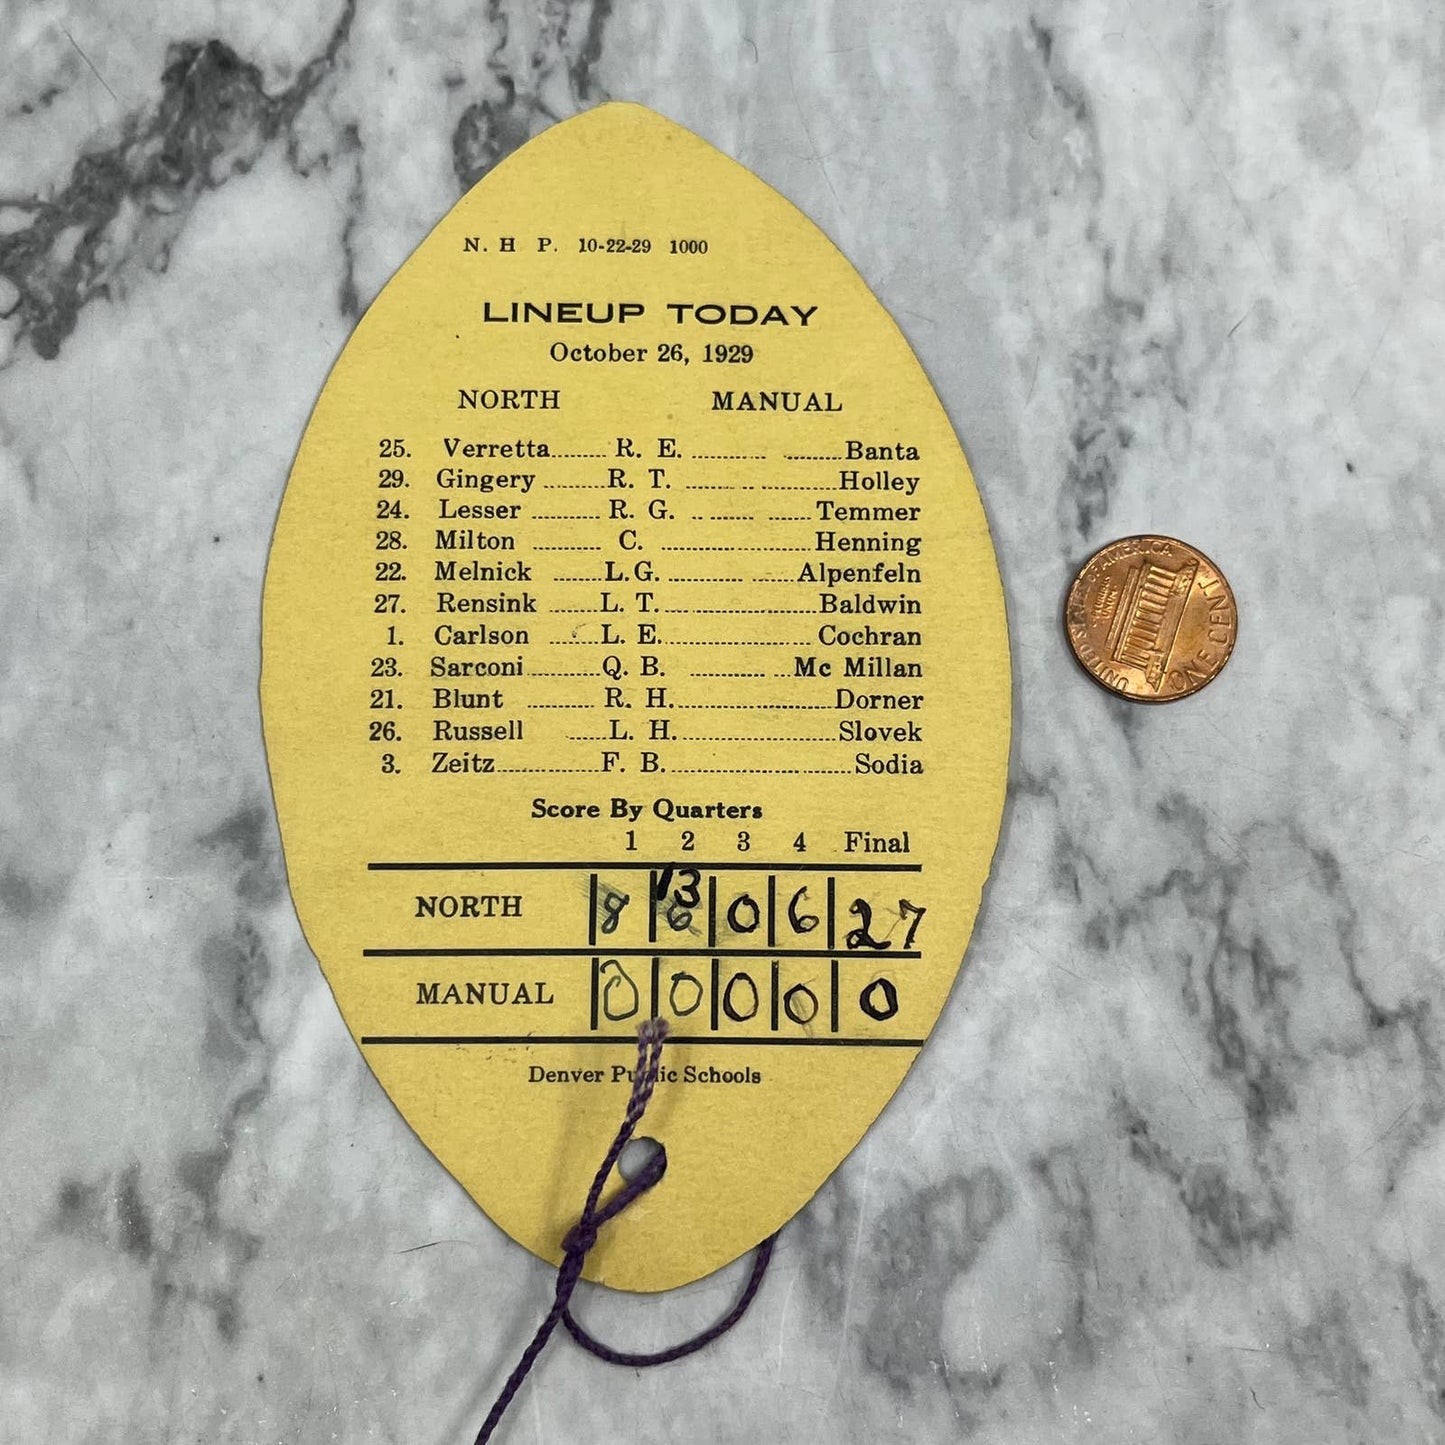 N. H P. 10-22-29 1000
LINEUP TODAY
October 26, 1929
NORTH MANUAL
25. Verretta R. E. Banta
29. Gingery R. T. Holley
24. Lesser R. G. Temmer
28. Milton C. Henning
22. Melnick L.G. Alpenfeln
27. Rensink L. T. Baldwin
1. Carlson L. E. Cochran
23. Sarconi Q. B. Mc Millan
21. Blunt R. H. Dorner
26. Russell L. H. Slovek
3. Zeitz F. B. Sodia
Score By Quarters
1 2 3 4 Final
13
NORTH 8 6 0 6 27
MANUAL 0 0 0 0 0
Denver Public Schools
UNITED STATES OF AMERICA
ONE CENT